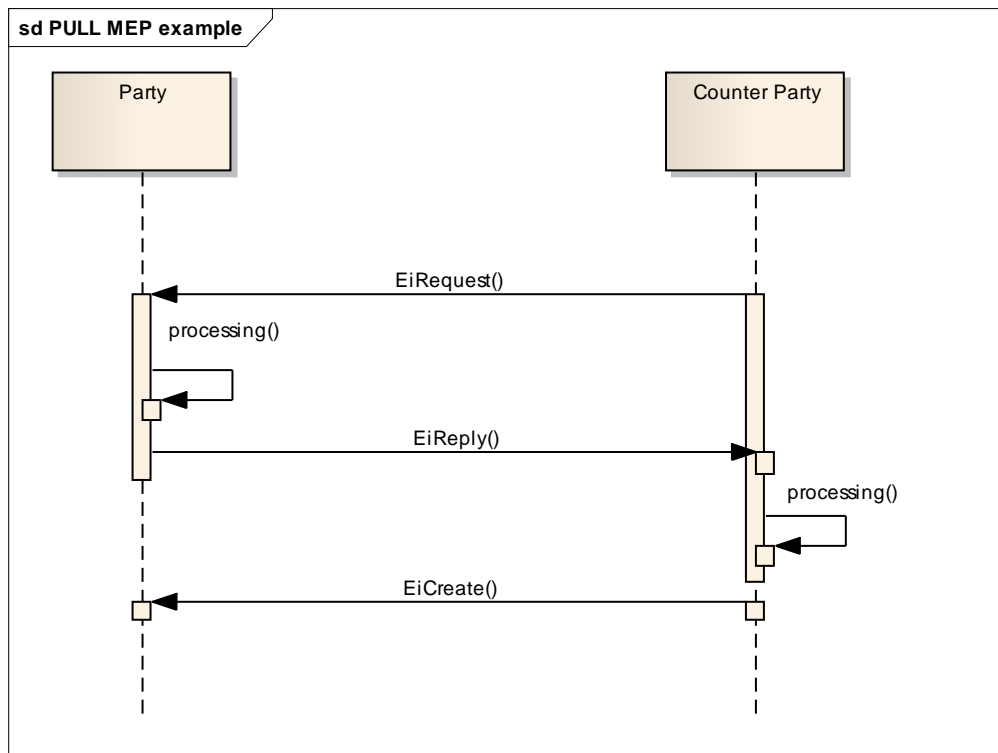 sd PULL MEP example
Party
Counter Party
EiRequest()
processing()
EiReply()
processing()
EiCreate()